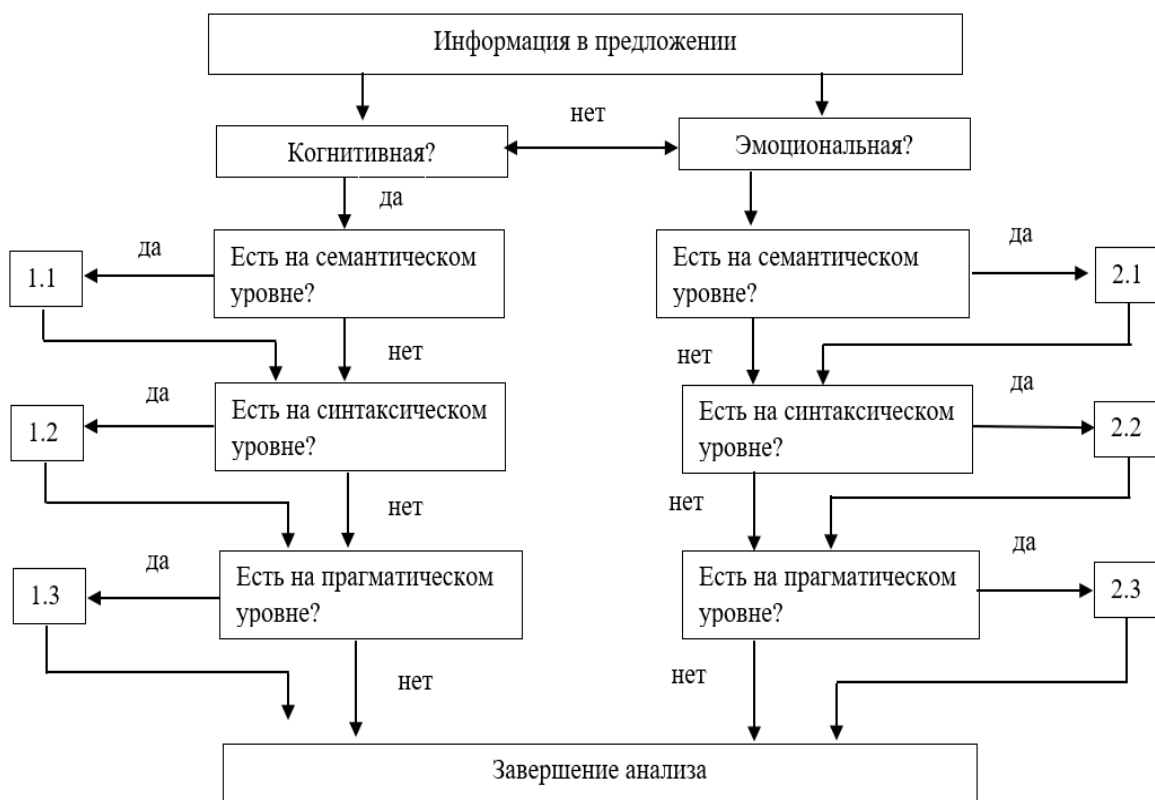 Информация в предложении
нет
Когнитивная?
Эмоциональная?
да
да
Есть на семантическом
уровне?
1.1
Есть на семантическом
уровне?
да
2.1
нет
нет
да
Есть на синтаксическом
уровне?
1.2
Есть на синтаксическом
уровне?
да
2.2
нет
нет
да
Есть на прагматическом
уровне?
1.3
Есть на прагматическом
уровне?
да
2.3
нет
нет
Завершение анализа